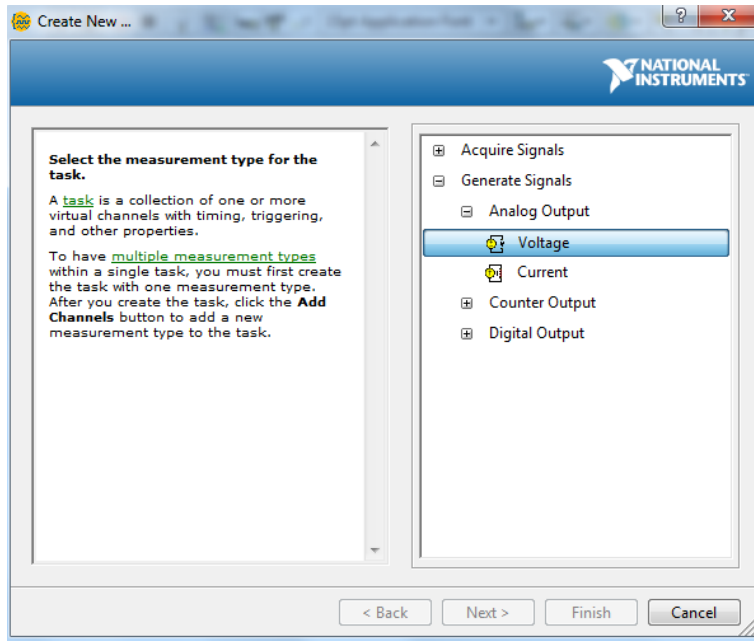 Create New ...
NATIONAL
INSTRUMENTS
Select the measurement type for the
task.
A task is a collection of one or more
virtual channels with timing, triggering,
and other properties.
To have multiple measurement types
within a single task, you must first create
the task with one measurement type.
After you create the task, click the Add
Channels button to add a new
measurement type to the task.
Acquire Signals
Generate Signals
Analog Output
Voltage
Current
Counter Output
Digital Output
< Back
Next >
Finish
Cancel